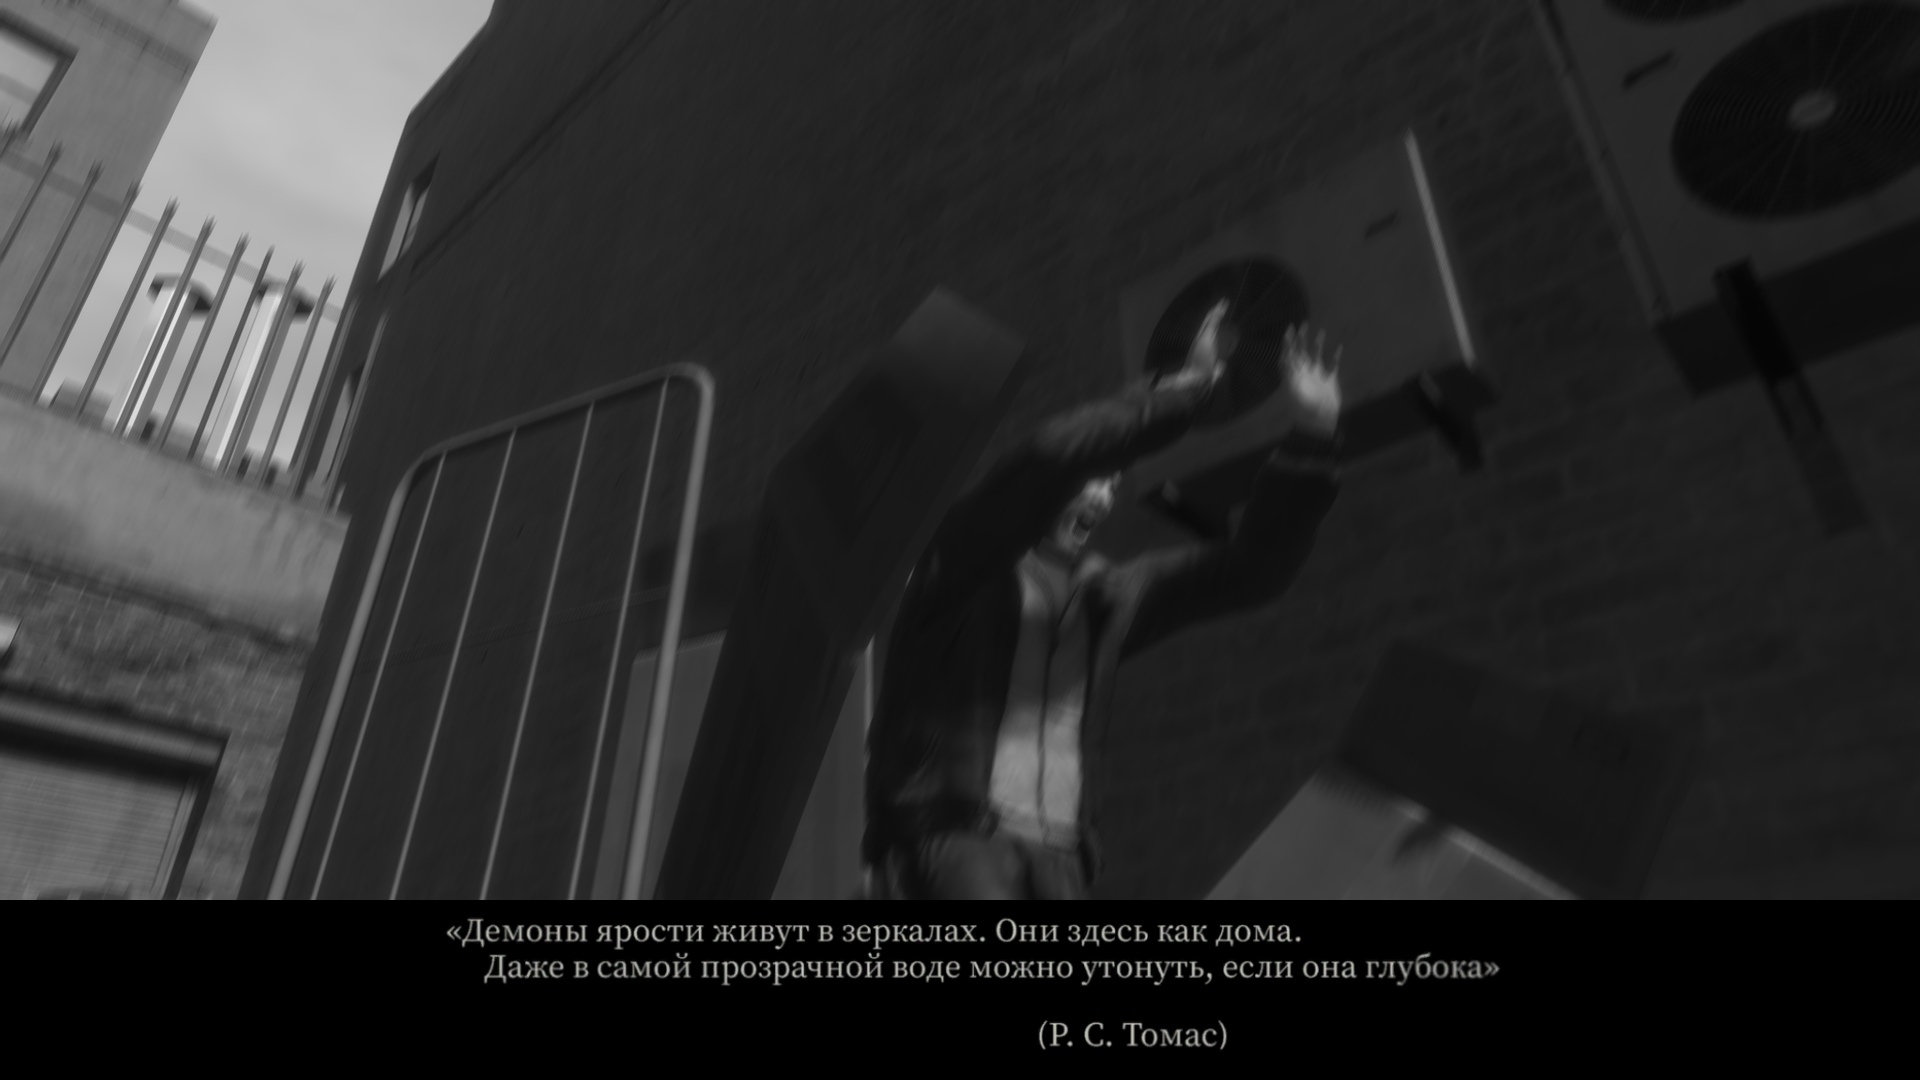 «Демоны ярости живут в зеркалах. Они здесь как дома.
Даже в самой прозрачной воде можно утонуть, если она глубока»
(Р. С. Томас)